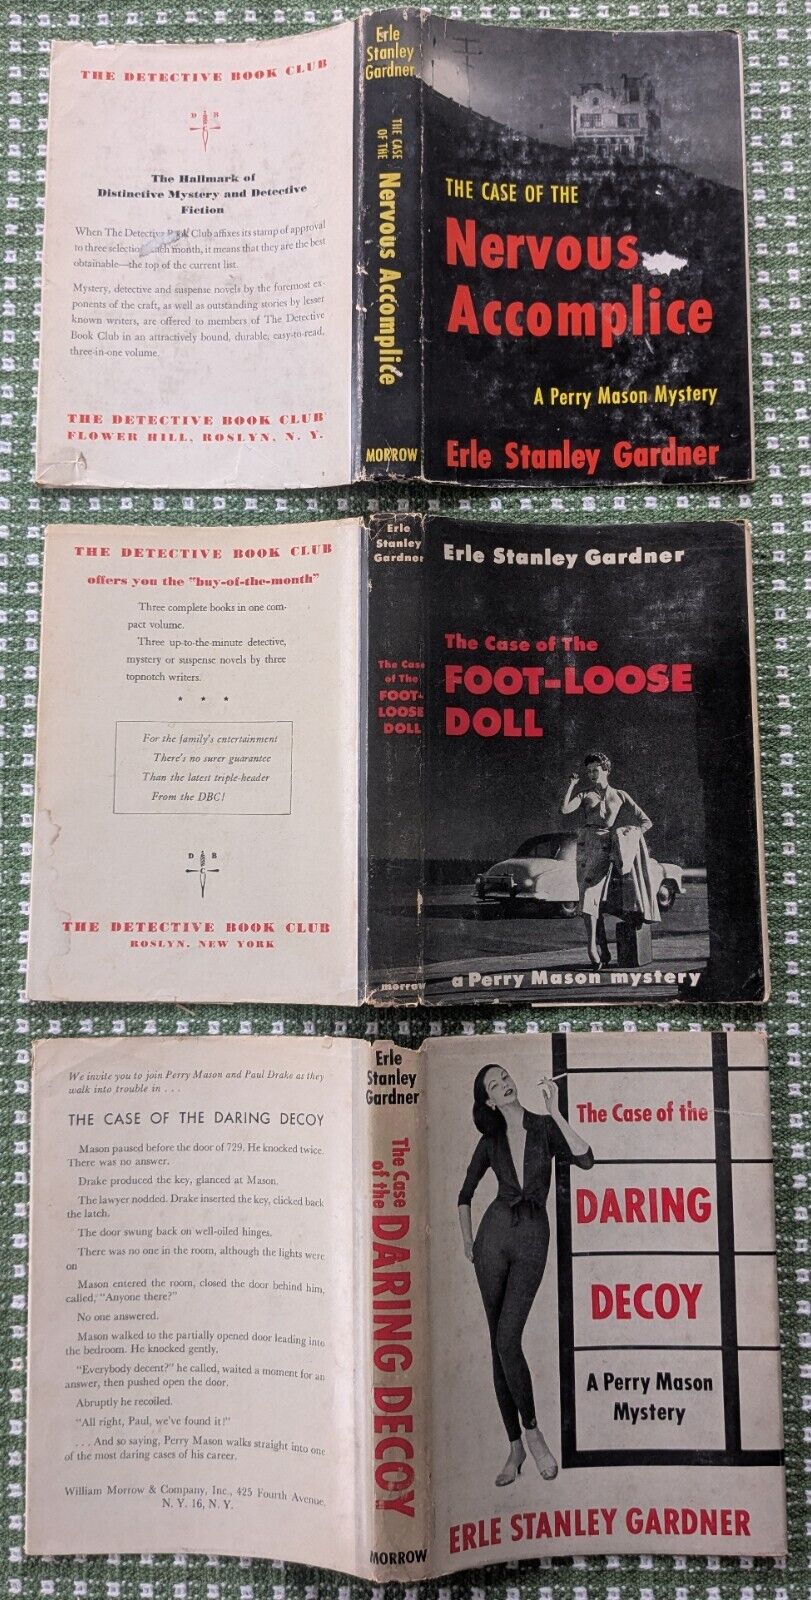 THE DETECTIVE BOOK CLUB
D B
C
The Hallmark of
Distinctive Mystery and Detective
Fiction
When The Detective Book Club affixes its stamp of approval
to three selections each month, it means that they are the best
obtainable—the top of the current list.
Mystery, detective and suspense novels by the foremost ex-
ponents of the craft, as well as outstanding stories by lesser
known writers, are offered to members of The Detective
Book Club in an attractively bound, durable, easy-to-read,
three-in-one volume.
THE DETECTIVE BOOK CLUB
FLOWER HILL, ROSLYN, N. Y.
Erle
Stanley
Gardner
THE CASE
OF THE
Nervous Accomplice
MORROW
THE CASE OF THE
Nervous
Accomplice
A Perry Mason Mystery
Erle Stanley Gardner
THE DETECTIVE BOOK CLUB
offers you the "buy-of-the-month"
Three complete books in one com-
pact volume.
Three up-to-the-minute detective,
mystery or suspense novels by three
topnotch writers.
* * *
For the family's entertainment
There's no surer guarantee
Than the latest triple-header
From the DBC!
D B
C
THE DETECTIVE BOOK CLUB
ROSLYN, NEW YORK
Erle
Stanley
Gardner
The Case
of The
FOOT-
LOOSE
DOLL
morrow
Erle Stanley Gardner
The Case of The
FOOT-LOOSE
DOLL
a Perry Mason mystery
We invite you to join Perry Mason and Paul Drake as they
walk into trouble in . . .
THE CASE OF THE DARING DECOY
Mason paused before the door of 729. He knocked twice.
There was no answer.
Drake produced the key, glanced at Mason.
The lawyer nodded. Drake inserted the key, clicked back
the latch.
The door swung back on well-oiled hinges.
There was no one in the room, although the lights were
on
Mason entered the room, closed the door behind him,
called, "Anyone there?"
No one answered.
Mason walked to the partially opened door leading into
the bedroom. He knocked gently.
"Everybody decent?" he called, waited a moment for an
answer, then pushed open the door.
Abruptly he recoiled.
"All right, Paul, we've found it!"
. . . And so saying, Perry Mason walks straight into one
of the most daring cases of his career.
William Morrow & Company, Inc., 425 Fourth Avenue,
N. Y. 16, N. Y.
Erle
Stanley
Gardner
The Case
of the
DARING DECOY
MORROW
The Case of the
DARING
DECOY
A Perry Mason
Mystery
ERLE STANLEY GARDNER